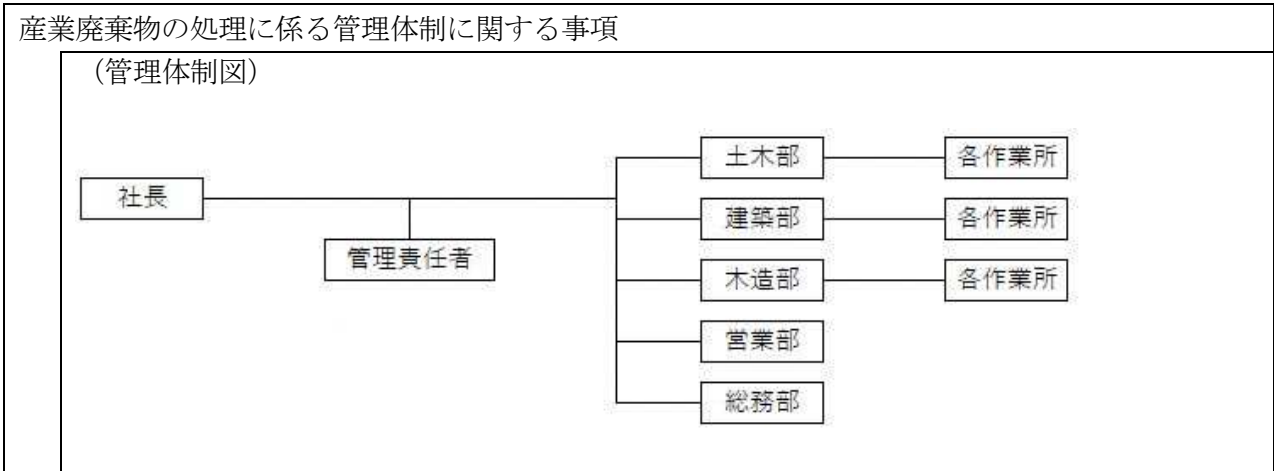 産業廃棄物の処理に係る管理体制に関する事項
（管理体制図）
土木部 各作業所
社長
建築部 各作業所
管理責任者
木造部 各作業所
営業部
総務部